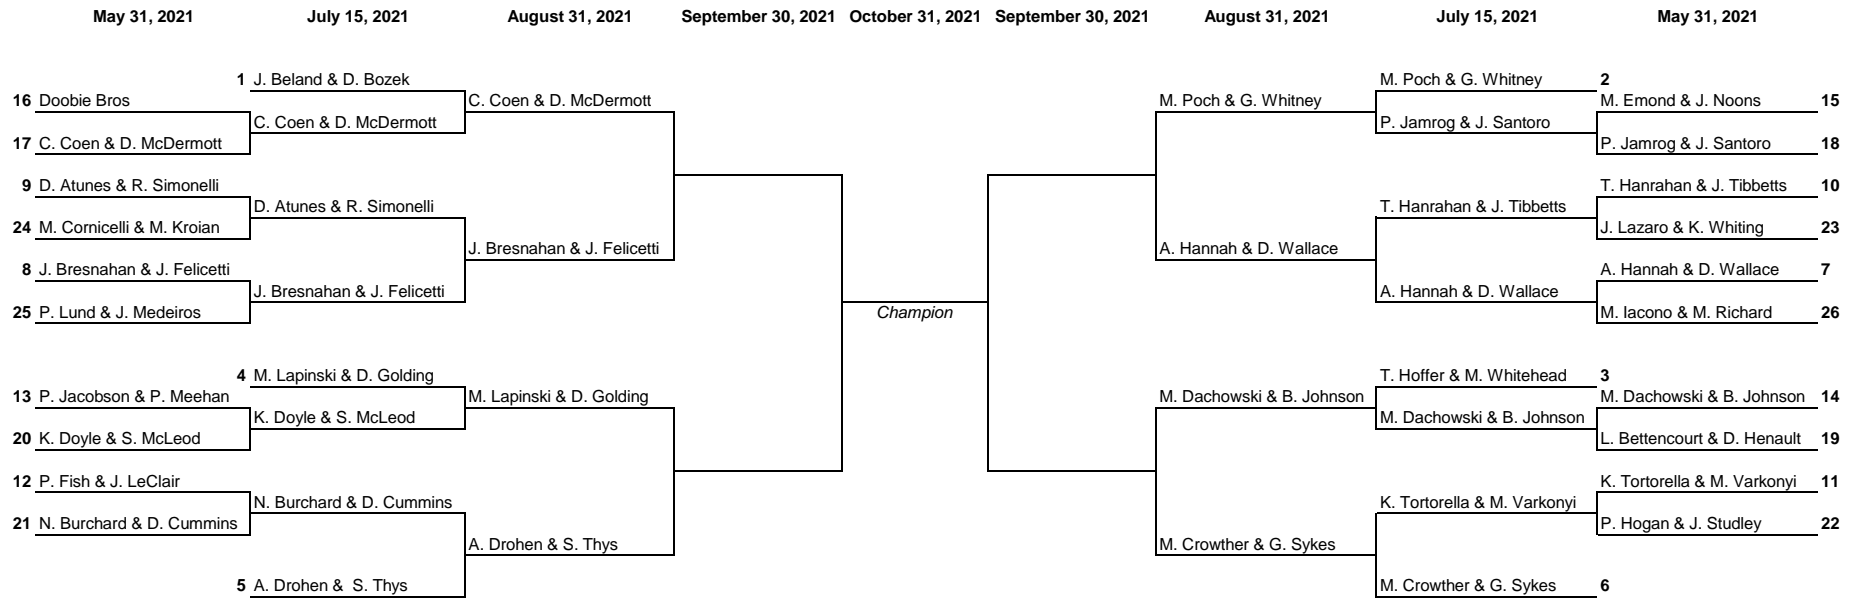 May 31, 2021 July 15, 2021 August 31, 2021 September 30, 2021 October 31, 2021 September 30, 2021 August 31, 2021 July 15, 2021 May 31, 2021
1 J. Beland & D. Bozek M. Poch & G. Whitney 2
16 Doobie Bros C. Coen & D. McDermott M. Poch & G. Whitney M. Emond & J. Noons 15
C. Coen & D. McDermott P. Jamrog & J. Santoro
17 C. Coen & D. McDermott P. Jamrog & J. Santoro 18
9 D. Atunes & R. Simonelli T. Hanrahan & J. Tibbetts 10
D. Atunes & R. Simonelli T. Hanrahan & J. Tibbetts
24 M. Cornicelli & M. Kroian J. Lazaro & K. Whiting 23
J. Bresnahan & J. Felicetti A. Hannah & D. Wallace
8 J. Bresnahan & J. Felicetti A. Hannah & D. Wallace 7
J. Bresnahan & J. Felicetti A. Hannah & D. Wallace
25 P. Lund & J. Medeiros Champion M. Iacono & M. Richard 26
4 M. Lapinski & D. Golding T. Hoffer & M. Whitehead 3
13 P. Jacobson & P. Meehan M. Lapinski & D. Golding M. Dachowski & B. Johnson M. Dachowski & B. Johnson 14
K. Doyle & S. McLeod M. Dachowski & B. Johnson
20 K. Doyle & S. McLeod L. Bettencourt & D. Henault 19
12 P. Fish & J. LeClair K. Tortorella & M. Varkonyi 11
N. Burchard & D. Cummins K. Tortorella & M. Varkonyi
21 N. Burchard & D. Cummins P. Hogan & J. Studley 22
A. Drohen & S. Thys M. Crowther & G. Sykes
5 A. Drohen & S. Thys M. Crowther & G. Sykes 6